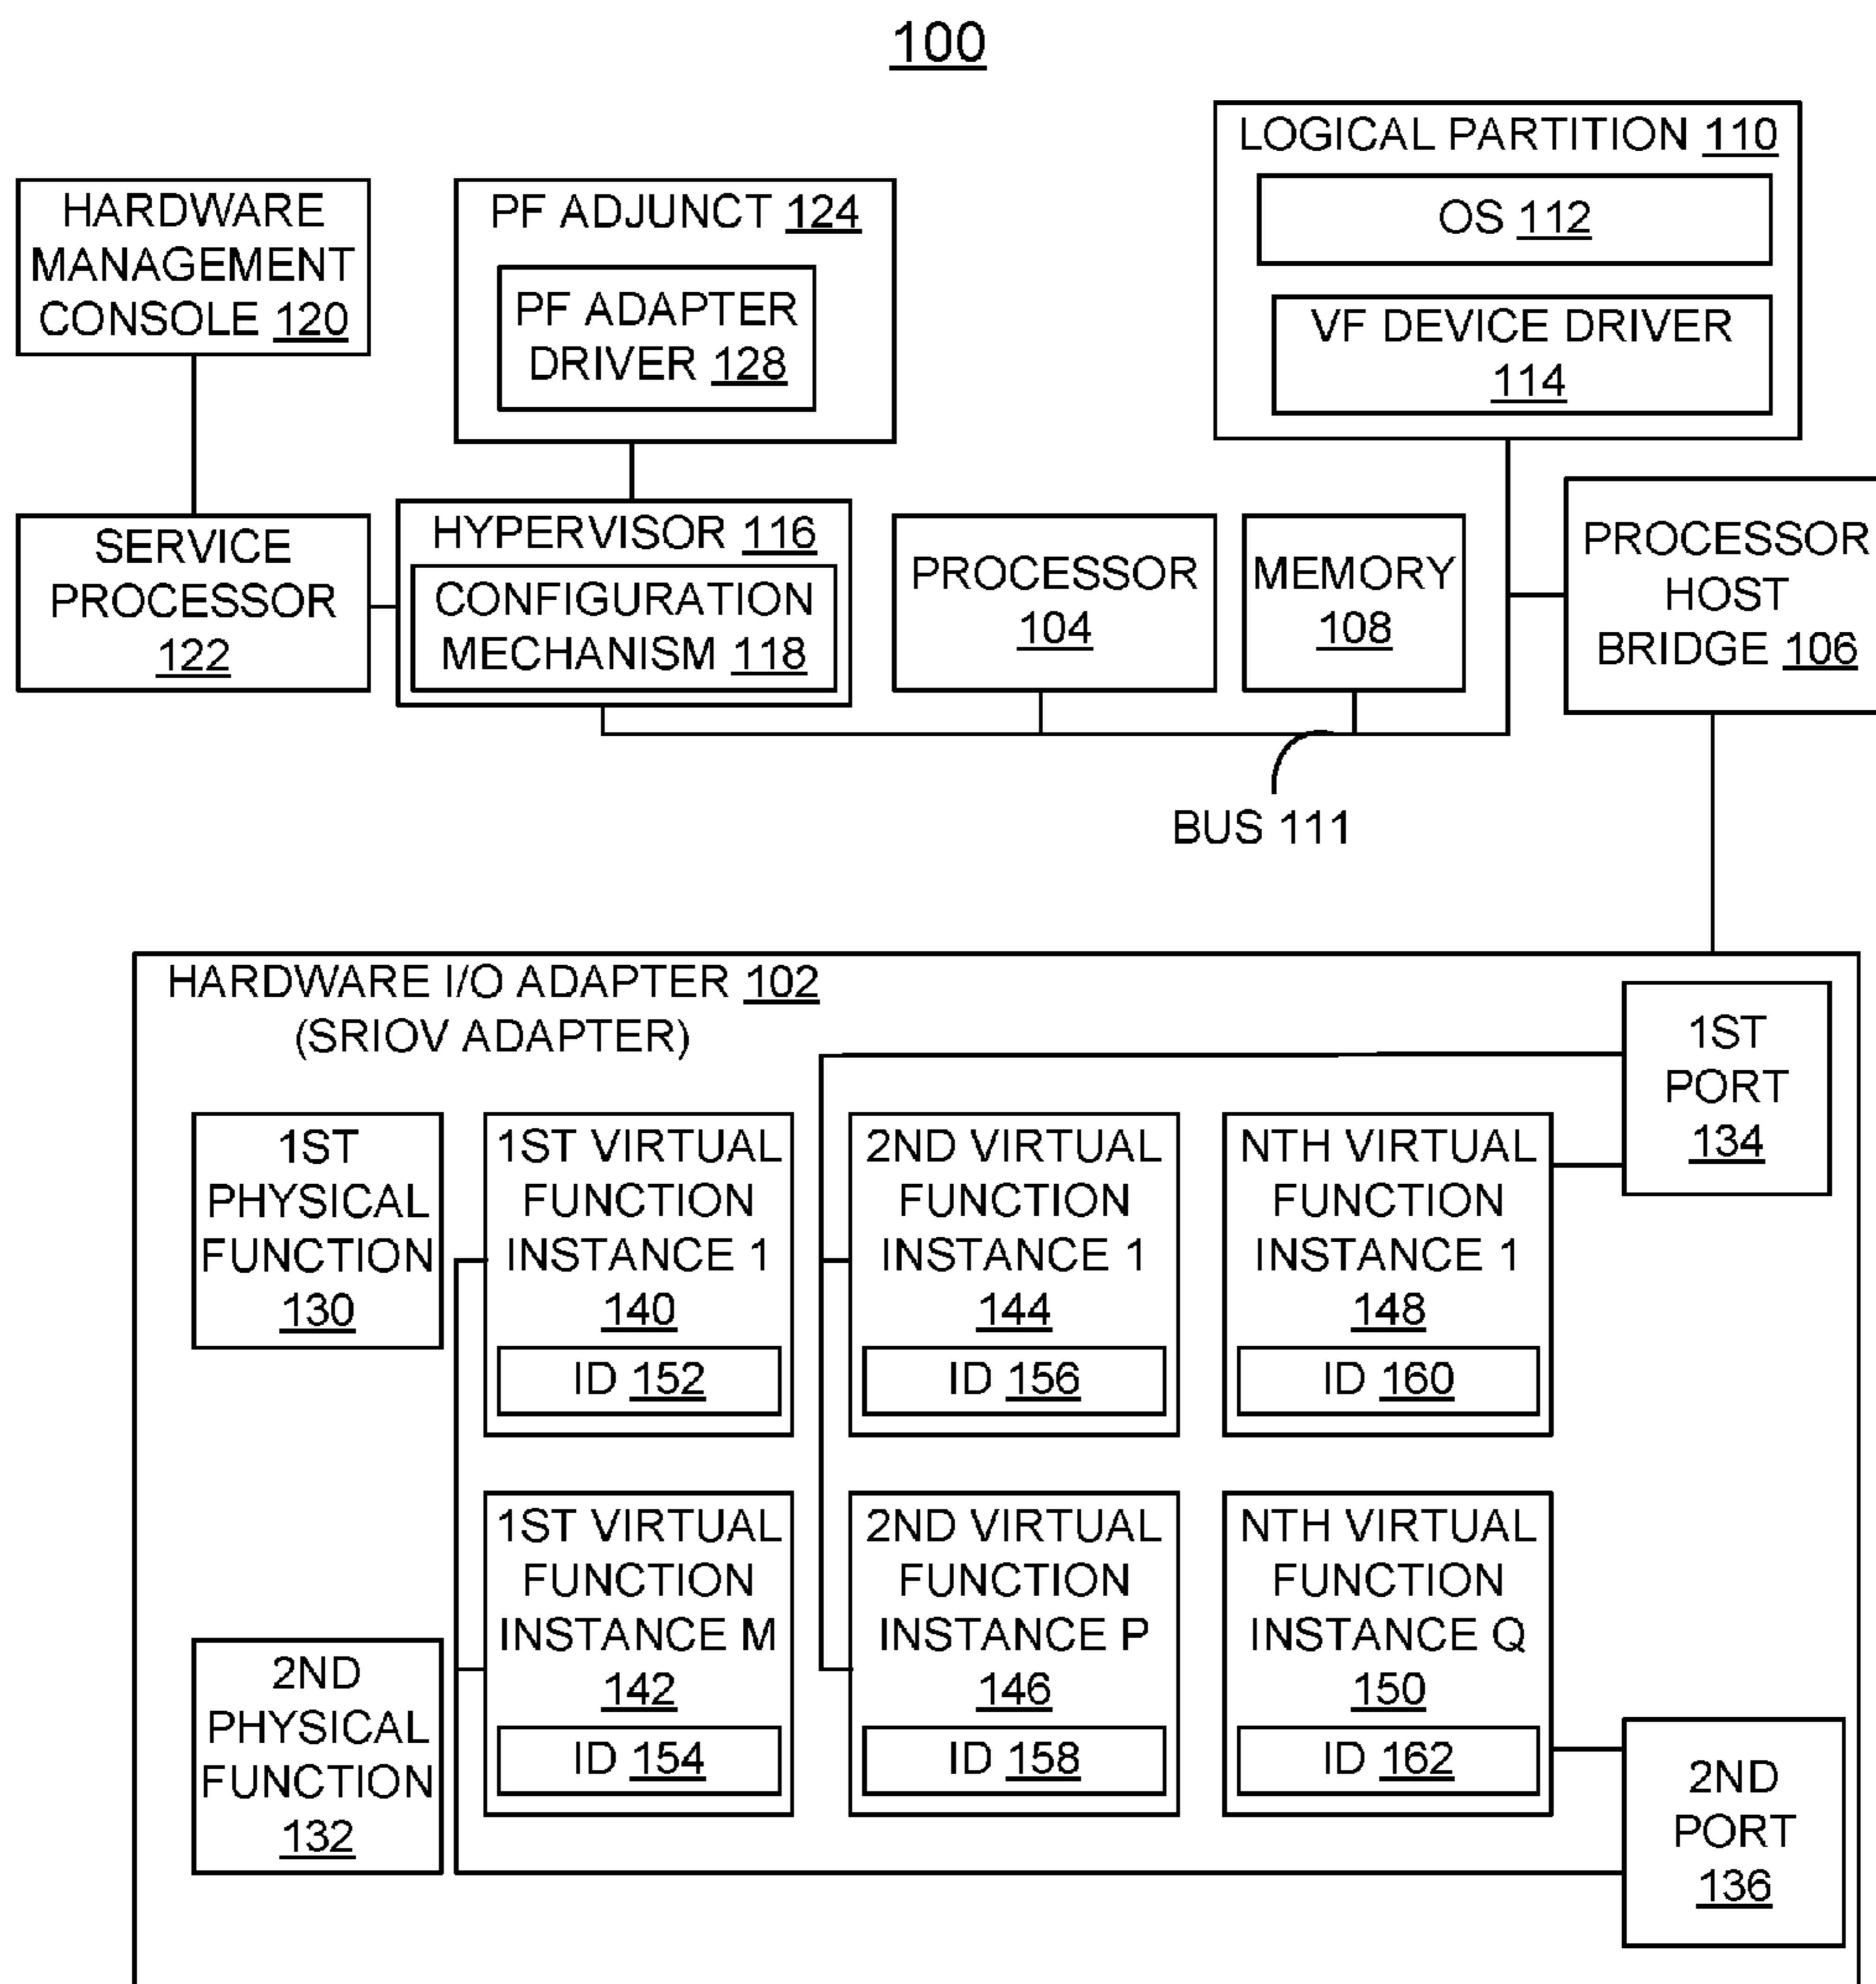 100
LOGICAL PARTITION 110
OS 112
VF DEVICE DRIVER
114
HARDWARE
MANAGEMENT
CONSOLE 120
PF ADJUNCT 124
PF ADAPTER
DRIVER 128
SERVICE
PROCESSOR
122
HYPERVISOR 116
CONFIGURATION
MECHANISM 118
PROCESSOR
104
MEMORY
108
PROCESSOR
HOST
BRIDGE 106
BUS 111
HARDWARE I/O ADAPTER 102
(SRIOV ADAPTER)
1ST
PORT
134
1ST
PHYSICAL
FUNCTION
130
1ST VIRTUAL
FUNCTION
INSTANCE 1
140
ID 152
2ND VIRTUAL
FUNCTION
INSTANCE 1
144
ID 156
NTH VIRTUAL
FUNCTION
INSTANCE 1
148
ID 160
2ND
PHYSICAL
FUNCTION
132
1ST VIRTUAL
FUNCTION
INSTANCE M
142
ID 154
2ND VIRTUAL
FUNCTION
INSTANCE P
146
ID 158
NTH VIRTUAL
FUNCTION
INSTANCE Q
150
ID 162
2ND
PORT
136